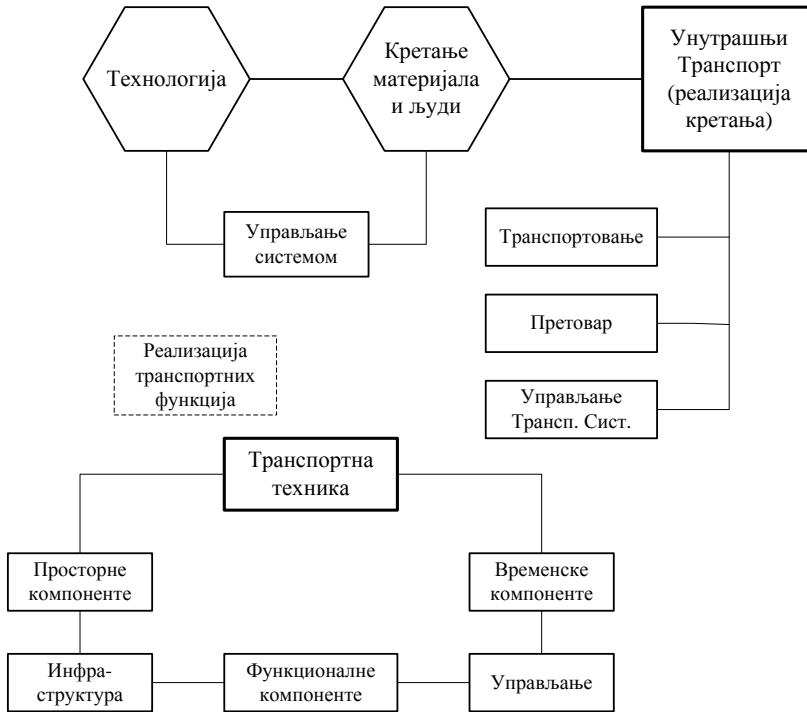 Технологија
Кретање
материјала
и људи
Унутрашњи
Транспорт
(реализација
кретања)
Управљање
системом
Транспортовање
Претовар
Управљање
Трансп. Сист.
Реализација
транспортних
функција
Транспортна
техника
Просторне
компоненте
Временске
компоненте
Инфра-
структура
Функционалне
компоненте
Управљање